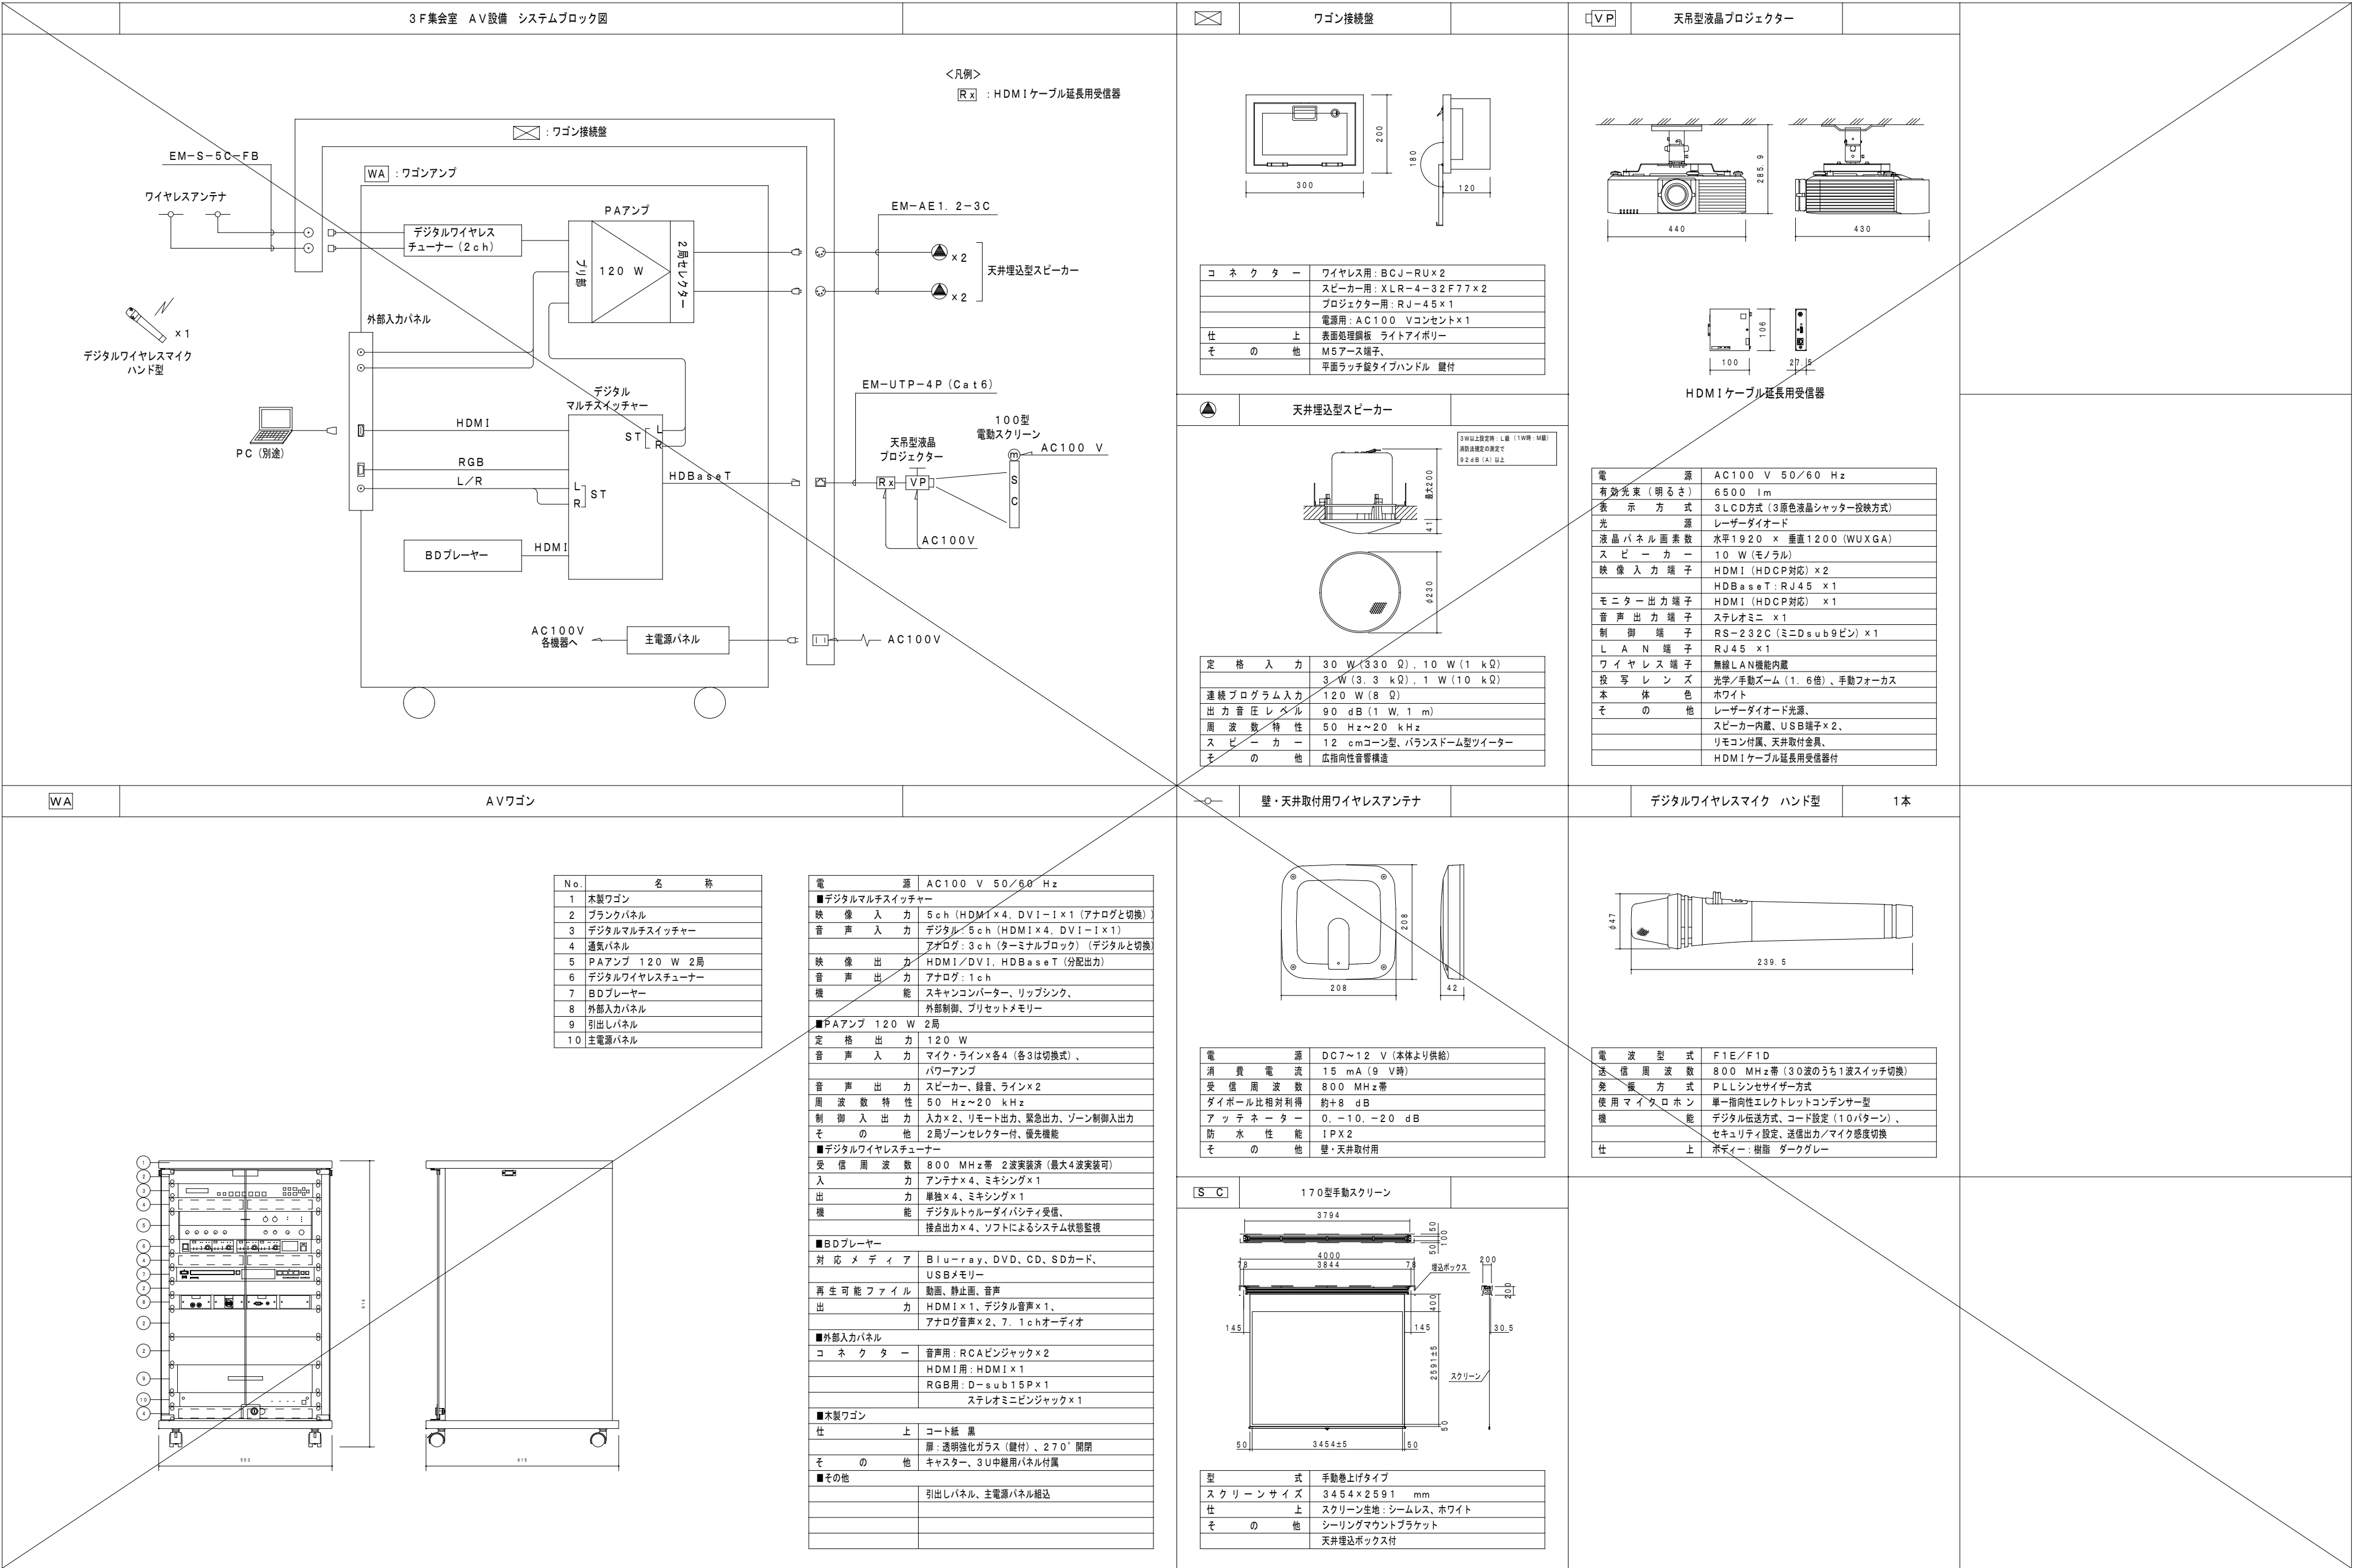 3F集会室 AV設備 システムブロック図
<凡例>
Rx :HDMIケーブル延長用受信器
:ワゴン接続盤
EM-S-5C-FB
WA :ワゴンアンプ
ワイヤレスアンテナ
PAアンプ
デジタルワイヤレス
チューナー(2ch)
プリ部
120 W
2局セレクター
EM-AE1.2-3C
×2
×2
天井埋込型スピーカー
×1
デジタルワイヤレスマイク
ハンド型
外部入力パネル
デジタル
マルチスイッチャー
HDMI
ST
L
R
PC(別途)
RGB
L/R
L
R
ST
HDBaseT
EM-UTP-4P(Cat6)
天吊型液晶
プロジェクター
100型
電動スクリーン
m
AC100 V
Rx
VP
S
C
AC100V
BDプレーヤー
HDMI
AC100V
各機器へ
主電源パネル
AC100V
ワゴン接続盤
300
200
180
120
コネクター ワイヤレス用:BCJ-RU×2
スピーカー用:XLR-4-32F77×2
プロジェクター用:RJ-45×1
電源用:AC100 Vコンセント×1
仕上 表面処理鋼板 ライトアイボリー
その他 M5アース端子、
平面ラッチ錠タイプハンドル 鍵付
天井埋込型スピーカー
3W以上設定時:L級(1W時:M級)
消防法規定の測定で
92dB(A)以上
最大200
41
φ230
定格入力 30 W(330 Ω),10 W(1 kΩ)
3 W(3.3 kΩ),1 W(10 kΩ)
連続プログラム入力 120 W(8 Ω)
出力音圧レベル 90 dB(1 W,1 m)
周波数特性 50 Hz~20 kHz
スピーカー 12 cmコーン型、バランスドーム型ツイーター
その他 広指向性音響構造
VP 天吊型液晶プロジェクター
285.9
440
430
106
100
27.5
HDMIケーブル延長用受信器
電源 AC100 V 50/60 Hz
有効光束(明るさ) 6500 lm
表示方式 3LCD方式(3原色液晶シャッター投映方式)
光源 レーザーダイオード
液晶パネル画素数 水平1920 × 垂直1200(WUXGA)
スピーカー 10 W(モノラル)
映像入力端子 HDMI(HDCP対応)×2
HDBaseT:RJ45 ×1
モニター出力端子 HDMI(HDCP対応) ×1
音声出力端子 ステレオミニ ×1
制御端子 RS-232C(ミニDsub9ピン)×1
LAN端子 RJ45 ×1
ワイヤレス端子 無線LAN機能内蔵
投写レンズ 光学/手動ズーム(1.6倍)、手動フォーカス
本体色 ホワイト
その他 レーザーダイオード光源、
スピーカー内蔵、USB端子×2、
リモコン付属、天井取付金具、
HDMIケーブル延長用受信器付
WA AVワゴン
No. 名称
1 木製ワゴン
2 ブランクパネル
3 デジタルマルチスイッチャー
4 通気パネル
5 PAアンプ 120 W 2局
6 デジタルワイヤレスチューナー
7 BDプレーヤー
8 外部入力パネル
9 引出しパネル
10 主電源パネル
1
2
3
4
5
6
4
7
2
8
2
2
9
10
4
電源 AC100 V 50/60 Hz
■デジタルマルチスイッチャー
映像入力 5ch(HDMI×4,DVI-I×1(アナログと切換))
音声入力 デジタル:5ch(HDMI×4,DVI-I×1)
アナログ:3ch(ターミナルブロック)(デジタルと切換)
映像出力 HDMI/DVI,HDBaseT(分配出力)
音声出力 アナログ:1ch
機能 スキャンコンバーター、リップシンク、
外部制御、プリセットメモリー
■PAアンプ 120 W 2局
定格出力 120 W
音声入力 マイク・ライン×各4(各3は切換式)、
パワーアンプ
音声出力 スピーカー、録音、ライン×2
周波数特性 50 Hz~20 kHz
制御入出力 入力×2、リモート出力、緊急出力、ゾーン制御入出力
その他 2局ゾーンセレクター付、優先機能
■デジタルワイヤレスチューナー
受信周波数 800 MHz帯 2波実装済(最大4波実装可)
入力 アンテナ×4、ミキシング×1
出力 単独×4、ミキシング×1
機能 デジタルトゥルーダイバシティ受信、
接点出力×4、ソフトによるシステム状態監視
■BDプレーヤー
対応メディア Blu-ray、DVD、CD、SDカード、
USBメモリー
再生可能ファイル 動画、静止画、音声
出力 HDMI×1、デジタル音声×1、
アナログ音声×2、7.1chオーディオ
■外部入力パネル
コネクター 音声用:RCAピンジャック×2
HDMI用:HDMI×1
RGB用:D-sub15P×1
ステレオミニピンジャック×1
■木製ワゴン
仕上 コート紙 黒
扉:透明強化ガラス(鍵付)、270°開閉
その他 キャスター、3U中継用パネル付属
■その他
引出しパネル、主電源パネル組込
壁・天井取付用ワイヤレスアンテナ
208
208
42
電源 DC7~12 V(本体より供給)
消費電流 15 mA(9 V時)
受信周波数 800 MHz帯
ダイポール比相対利得 約+8 dB
アッテネーター 0,-10,-20 dB
防水性能 IPX2
その他 壁・天井取付用
デジタルワイヤレスマイク ハンド型 1本
φ47
239.5
電波型式 F1E/F1D
送信周波数 800 MHz帯(30波のうち1波スイッチ切換)
発振方式 PLLシンセサイザー方式
使用マイクロホン 単一指向性エレクトレットコンデンサー型
機能 デジタル伝送方式、コード設定(10パターン)、
セキュリティ設定、送信出力/マイク感度切換
仕上 ボディー:樹脂 ダークグレー
SC 170型手動スクリーン
3794
50
50
100
4000
78
3844
78
埋込ボックス
200
200
400
145
145
30.5
2591±5
スクリーン
50
50
3454±5
50
型式 手動巻上げタイプ
スクリーンサイズ 3454×2591 mm
仕上 スクリーン生地:シームレス、ホワイト
その他 シーリングマウントブラケット
天井埋込ボックス付